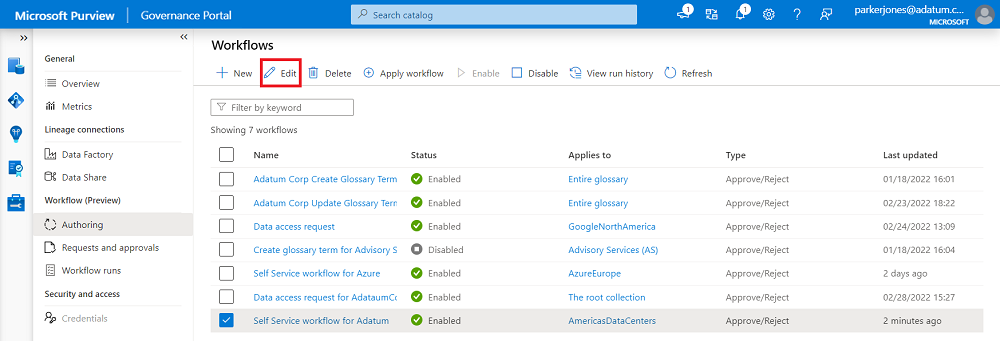 Microsoft Purview | Governance Portal
Search catalog
1
1
parkerjones@adatum.c...
MICROSOFT
General
Overview
Metrics
Lineage connections
Data Factory
Data Share
Workflow (Preview)
Authoring
Requests and approvals
Workflow runs
Security and access
Credentials
Workflows
New Edit Delete Apply workflow Enable Disable View run history Refresh
Filter by keyword
Showing 7 workflows
Name Status Applies to Type Last updated
Adatum Corp Create Glossary Term Enabled Entire glossary Approve/Reject 01/18/2022 16:01
Adatum Corp Update Glossary Term Enabled Entire glossary Approve/Reject 02/23/2022 18:22
Data access request Enabled GoogleNorthAmerica Approve/Reject 02/24/2022 13:09
Create glossary term for Advisory S Disabled Advisory Services (AS) Approve/Reject 01/18/2022 16:04
Self Service workflow for Azure Enabled AzureEurope Approve/Reject 2 days ago
Data access request for AdataumCo Enabled The root collection Approve/Reject 02/28/2022 15:27
Self Service workflow for Adatum Enabled AmericasDataCenters Approve/Reject 2 minutes ago